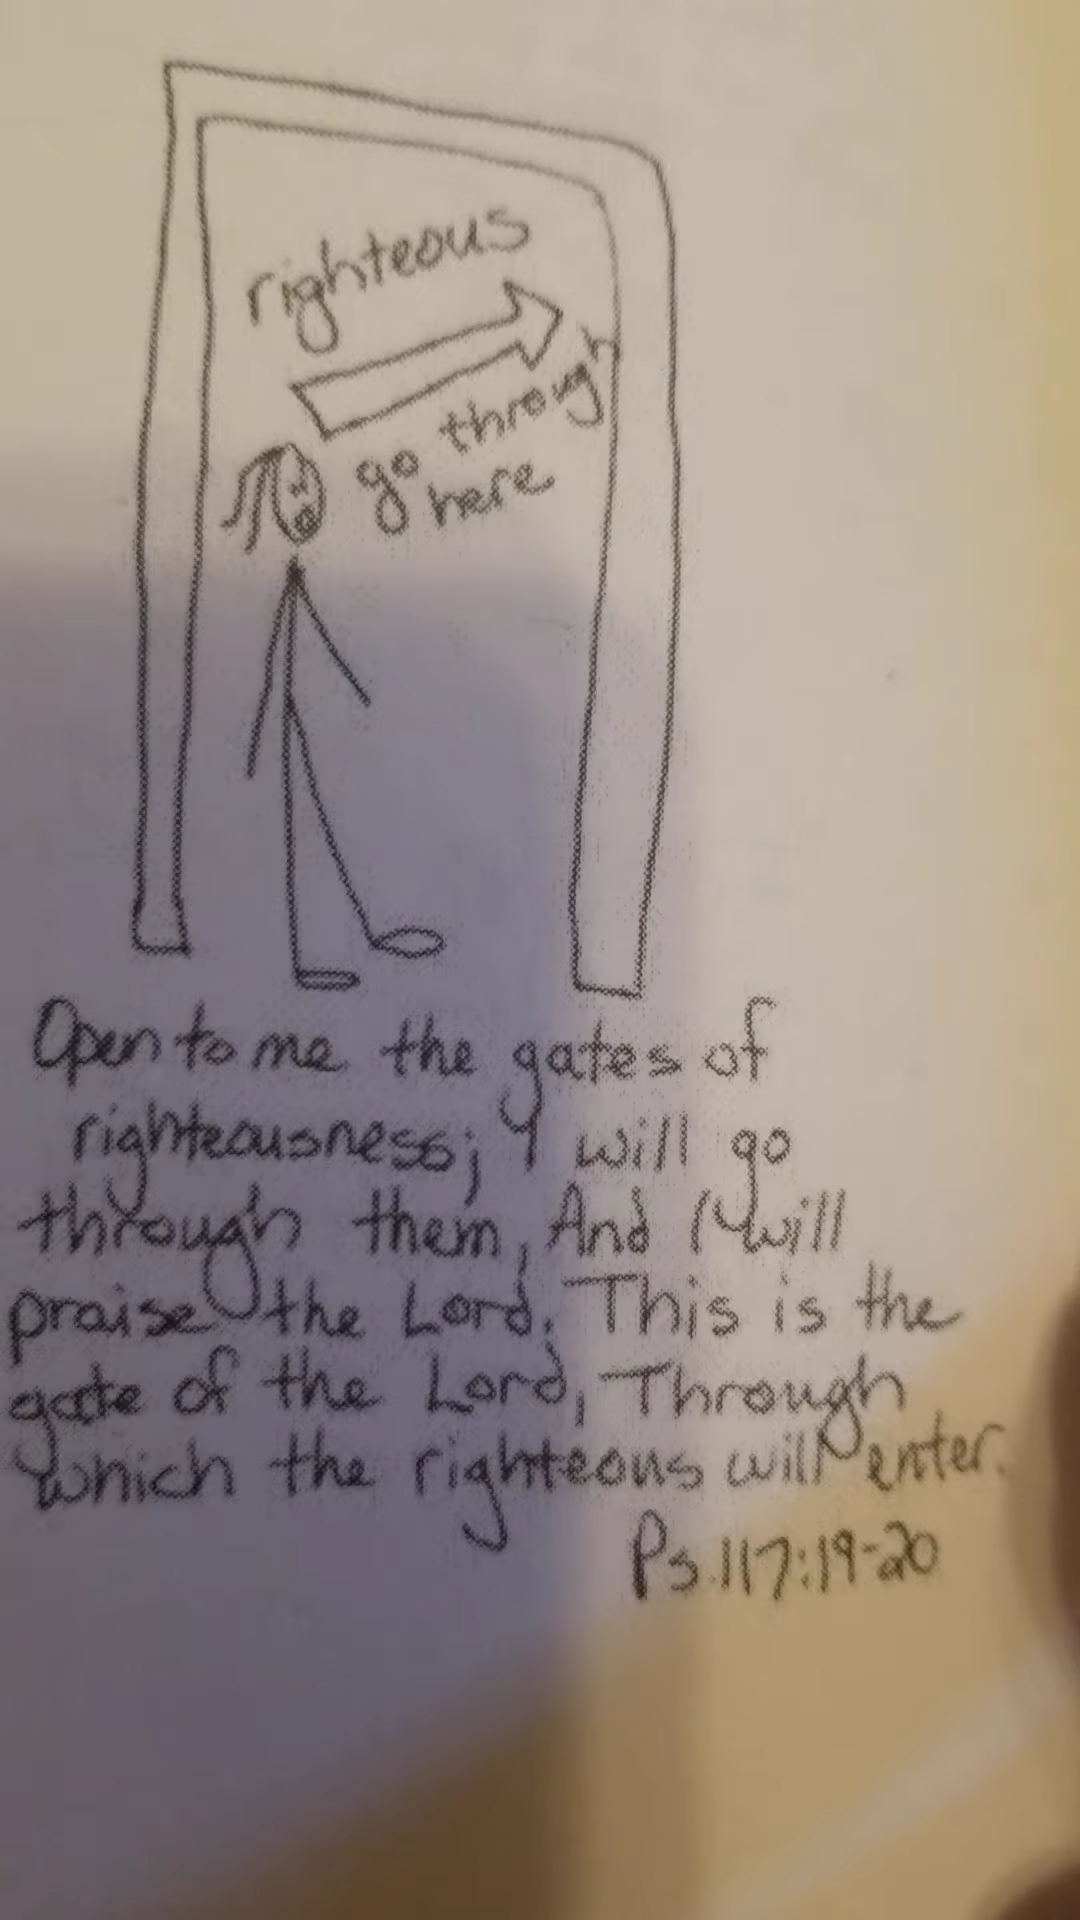 righteous
go through
here
Open to me the gates of
righteousness; I will go
through them, And I will
praise the Lord. This is the
gate of the Lord, Through
which the righteous will enter.
Ps.117:19-20